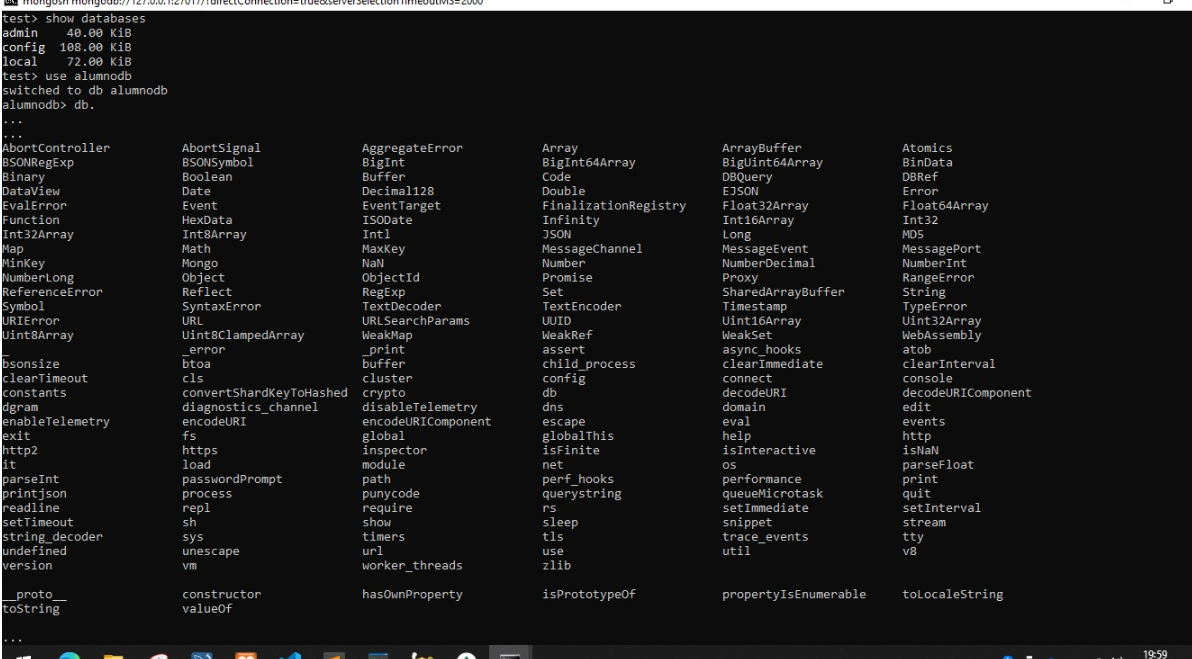 mongosh mongodb://127.0.0.1:27017/?directConnection=true&serverSelectionTimeoutMS=2000
test> show databases
admin 40.00 KiB
config 108.00 KiB
local 72.00 KiB
test> use alumnodb
switched to db alumnodb
alumnodb> db.
...
...
AbortController AbortSignal AggregateError Array ArrayBuffer Atomics
BSONRegExp BSONSymbol BigInt BigInt64Array BigUint64Array BinData
Binary Boolean Buffer Code DBQuery DBRef
DataView Date Decimal128 Double EJSON Error
EvalError Event EventTarget FinalizationRegistry Float32Array Float64Array
Function HexData ISODate Infinity Int16Array Int32
Int32Array Int8Array Intl JSON Long MD5
Map Math MaxKey MessageChannel MessageEvent MessagePort
MinKey Mongo NaN Number NumberDecimal NumberInt
NumberLong Object ObjectId Promise Proxy RangeError
ReferenceError Reflect RegExp Set SharedArrayBuffer String
Symbol SyntaxError TextDecoder TextEncoder Timestamp TypeError
URIError URL URLSearchParams UUID Uint16Array Uint32Array
Uint8Array Uint8ClampedArray WeakMap WeakRef WeakSet WebAssembly
_ _error _print assert async_hooks atob
bsonsize btoa buffer child_process clearImmediate clearInterval
clearTimeout cls cluster config connect console
constants convertShardKeyToHashed crypto db decodeURI decodeURIComponent
dgram diagnostics_channel disableTelemetry dns domain edit
enableTelemetry encodeURI encodeURIComponent escape eval events
exit fs global globalThis help http
http2 https inspector isFinite isInteractive isNaN
it load module net os parseFloat
parseInt passwordPrompt path perf_hooks performance print
printjson process punycode querystring queueMicrotask quit
readline repl require rs setImmediate setInterval
setTimeout sh show sleep snippet stream
string_decoder sys timers tls trace_events tty
undefined unescape url use util v8
version vm worker_threads zlib
__proto__ constructor hasOwnProperty isPrototypeOf propertyIsEnumerable toLocaleString
toString valueOf
...
19:59